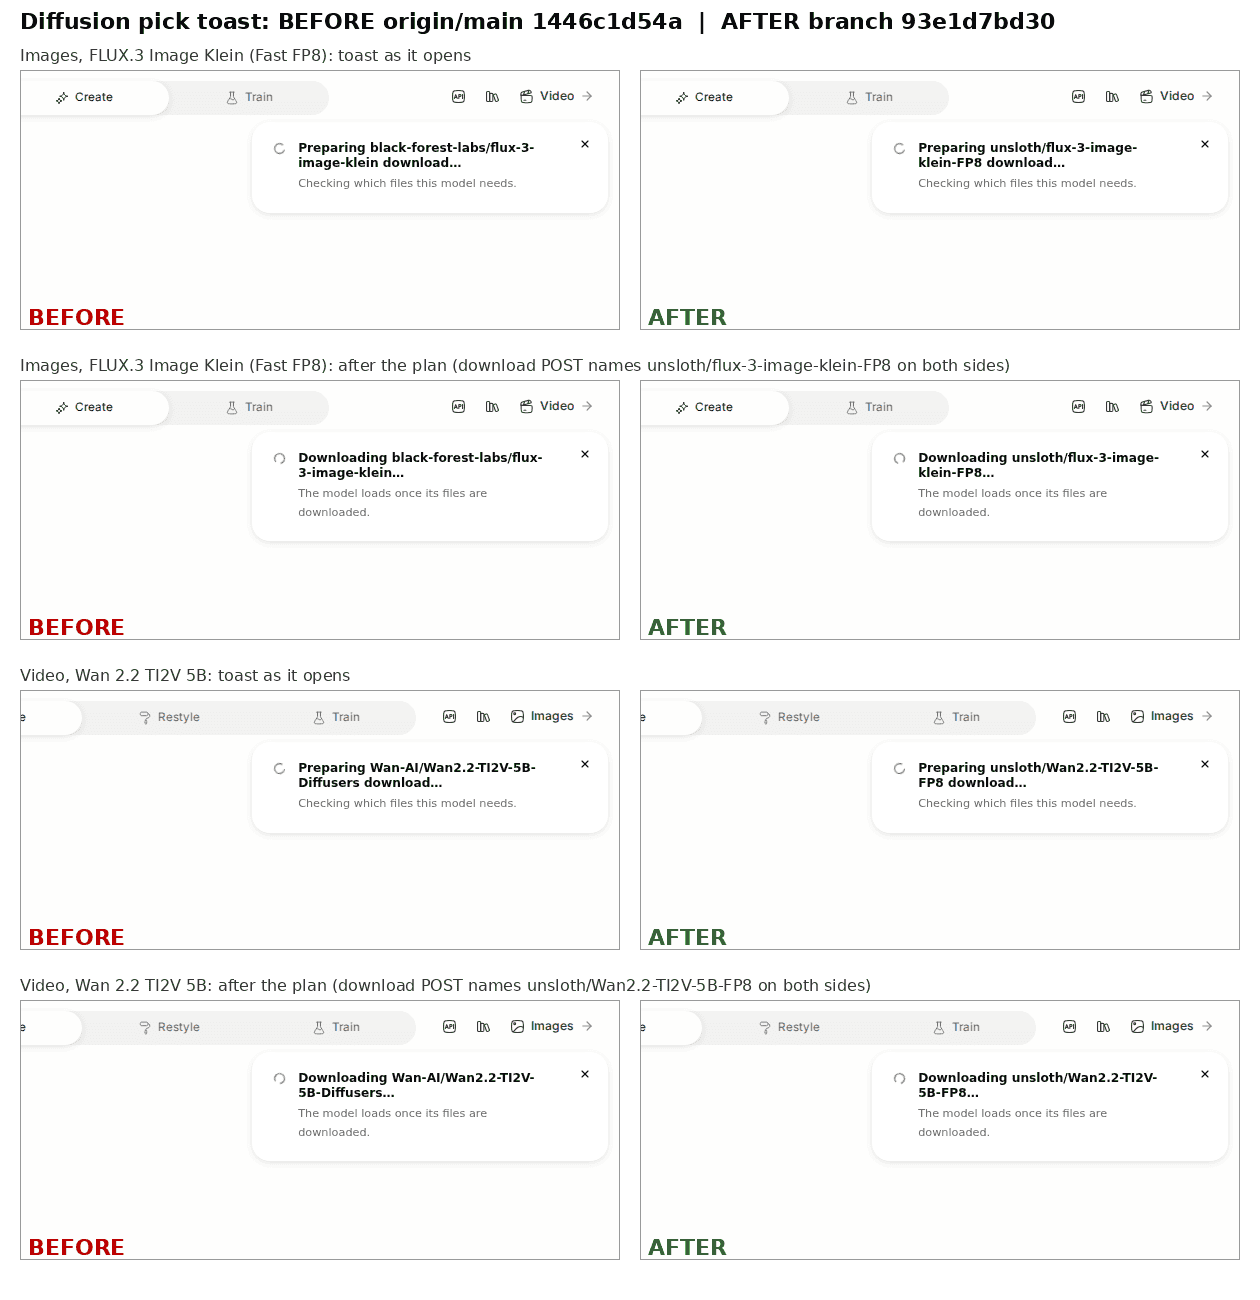 Diffusion pick toast: BEFORE origin/main 1446c1d54a | AFTER branch 93e1d7bd30
Images, FLUX.3 Image Klein (Fast FP8): toast as it opens
Create
Train
API
Video →
Preparing black-forest-labs/flux-3-
image-klein download...
Checking which files this model needs.
×
BEFORE
Create
Train
API
Video →
Preparing unsloth/flux-3-image-
klein-FP8 download...
Checking which files this model needs.
×
AFTER
Images, FLUX.3 Image Klein (Fast FP8): after the plan (download POST names unsloth/flux-3-image-klein-FP8 on both sides)
Create
Train
API
Video →
Downloading black-forest-labs/flux-
3-image-klein...
The model loads once its files are
downloaded.
×
BEFORE
Create
Train
API
Video →
Downloading unsloth/flux-3-image-
klein-FP8...
The model loads once its files are
downloaded.
×
AFTER
Video, Wan 2.2 TI2V 5B: toast as it opens
e
Restyle
Train
API
Images →
Preparing Wan-AI/Wan2.2-TI2V-5B-
Diffusers download...
Checking which files this model needs.
×
BEFORE
e
Restyle
Train
API
Images →
Preparing unsloth/Wan2.2-TI2V-5B-
FP8 download...
Checking which files this model needs.
×
AFTER
Video, Wan 2.2 TI2V 5B: after the plan (download POST names unsloth/Wan2.2-TI2V-5B-FP8 on both sides)
e
Restyle
Train
API
Images →
Downloading Wan-AI/Wan2.2-TI2V-
5B-Diffusers...
The model loads once its files are
downloaded.
×
BEFORE
e
Restyle
Train
API
Images →
Downloading unsloth/Wan2.2-TI2V-
5B-FP8...
The model loads once its files are
downloaded.
×
AFTER